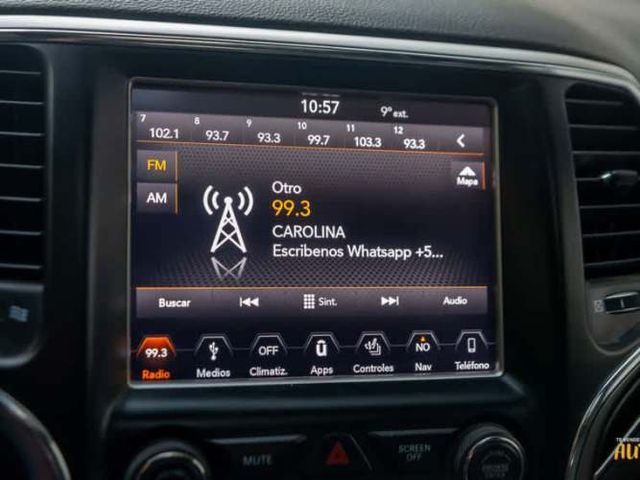 10:57 9° ext.
7 8 9 10 11 12
102.1 93.7 93.3 99.7 103.3 93.3
FM
AM
Otro
99.3
CAROLINA
Escribenos Whatsapp +5...
Mapa
Buscar Sint. Audio
99.3 OFF NO
Radio Medios Climatiz. Apps Controles Nav Teléfono
MUTE SCREEN
OFF